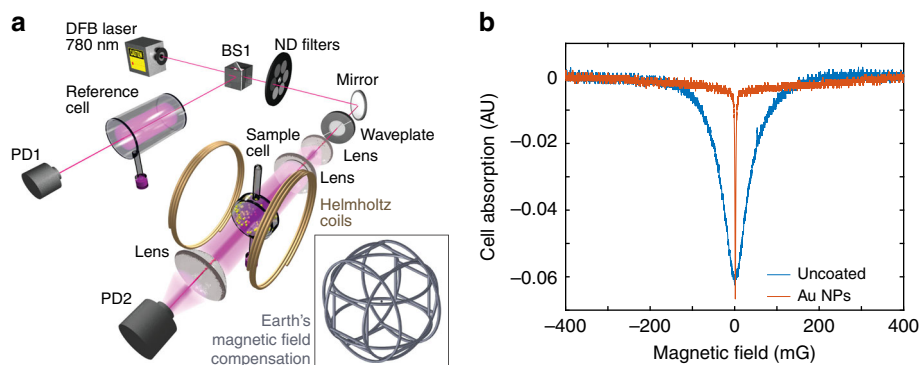 a
DFB laser
780 nm
BS1
ND filters
Mirror
Reference
cell
Waveplate
Sample
cell
Lens
Lens
PD1
Helmholtz
coils
Lens
PD2
Earth's
magnetic field
compensation
b
0
−0.02
−0.04
−0.06
Cell absorption (AU)
Uncoated
Au NPs
−400
−200
0
200
400
Magnetic field (mG)